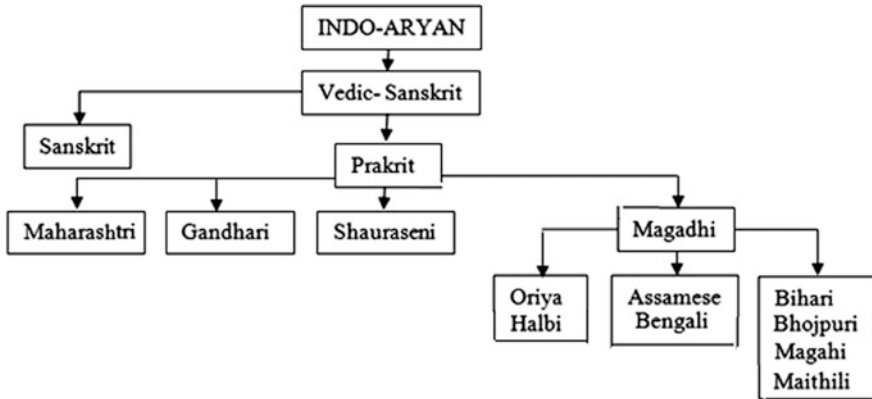 INDO-ARYAN
Vedic- Sanskrit
Sanskrit
Prakrit
Maharashtri
Gandhari
Shauraseni
Magadhi
Oriya
Halbi
Assamese
Bengali
Bihari
Bhojpuri
Magahi
Maithili